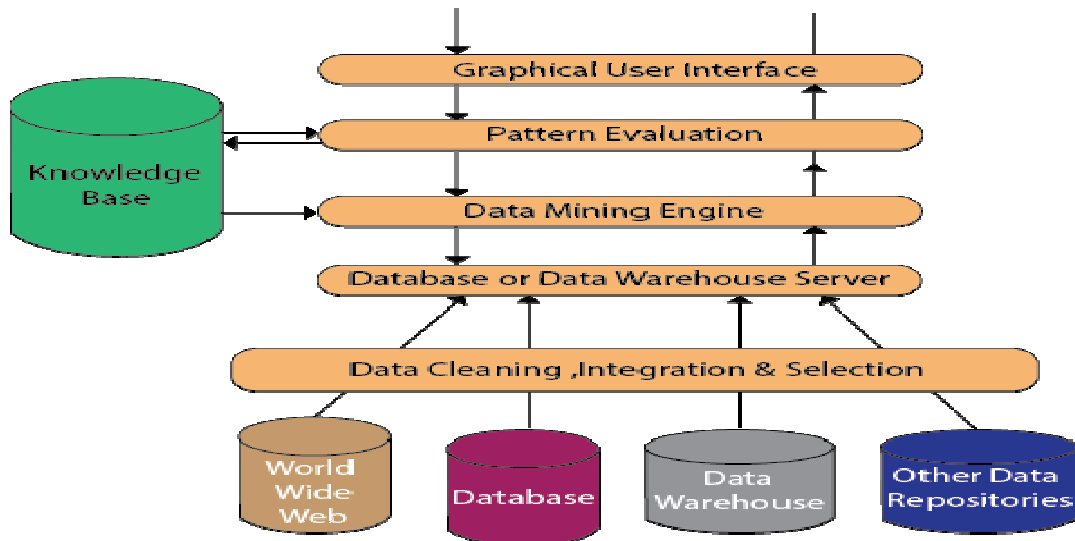 Graphical User Interface
Pattern Evaluation
Knowledge
Base
Data Mining Engine
Database or Data Warehouse Server
Data Cleaning ,Integration & Selection
World
Wide
Web
Database
Data
Warehouse
Other Data
Repositories